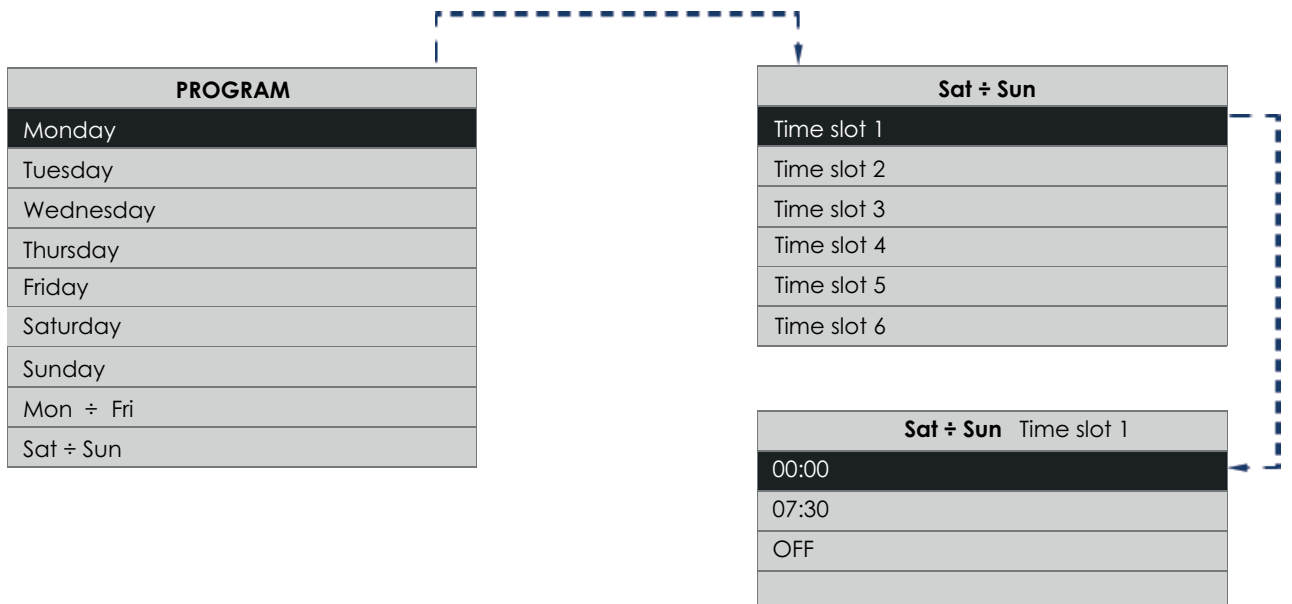 PROGRAM
Monday
Tuesday
Wednesday
Thursday
Friday
Saturday
Sunday
Mon ÷ Fri
Sat ÷ Sun
Sat ÷ Sun
Time slot 1
Time slot 2
Time slot 3
Time slot 4
Time slot 5
Time slot 6
Sat ÷ Sun Time slot 1
00:00
07:30
OFF